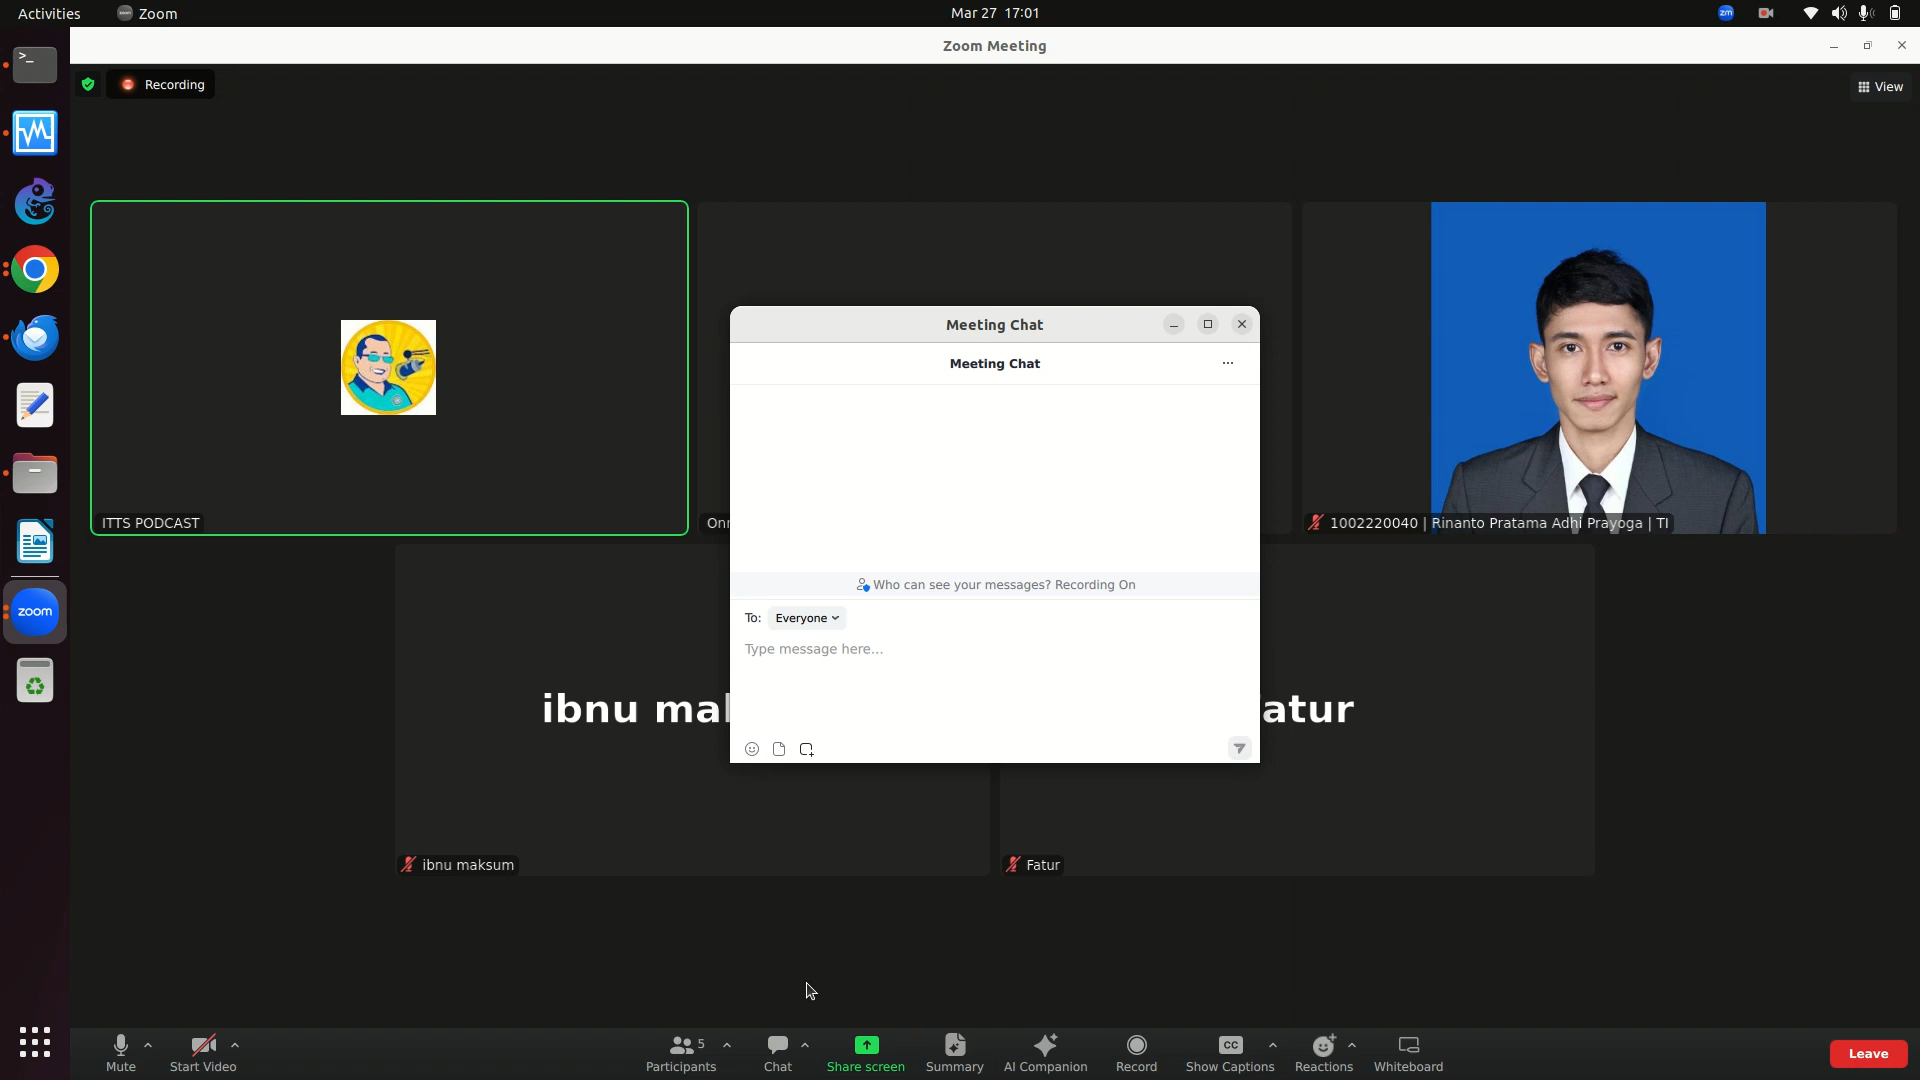 Activities
Zoom
Mar 27 17:01
zm
Zoom Meeting
Recording
View
ITTS PODCAST
1002220040 | Rinanto Pratama Adhi Prayoga | TI
Meeting Chat
Meeting Chat
Who can see your messages? Recording On
To: Everyone
Type message here...
ibnu mal
atur
ibnu maksum
Fatur
zoom
Mute
Start Video
5
Participants
Chat
Share screen
Summary
AI Companion
Record
CC
Show Captions
Reactions
Whiteboard
Leave